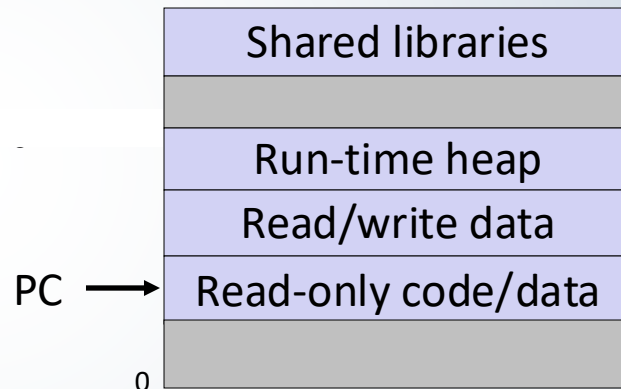 Shared libraries
Run-time heap
Read/write data
PC
Read-only code/data
0